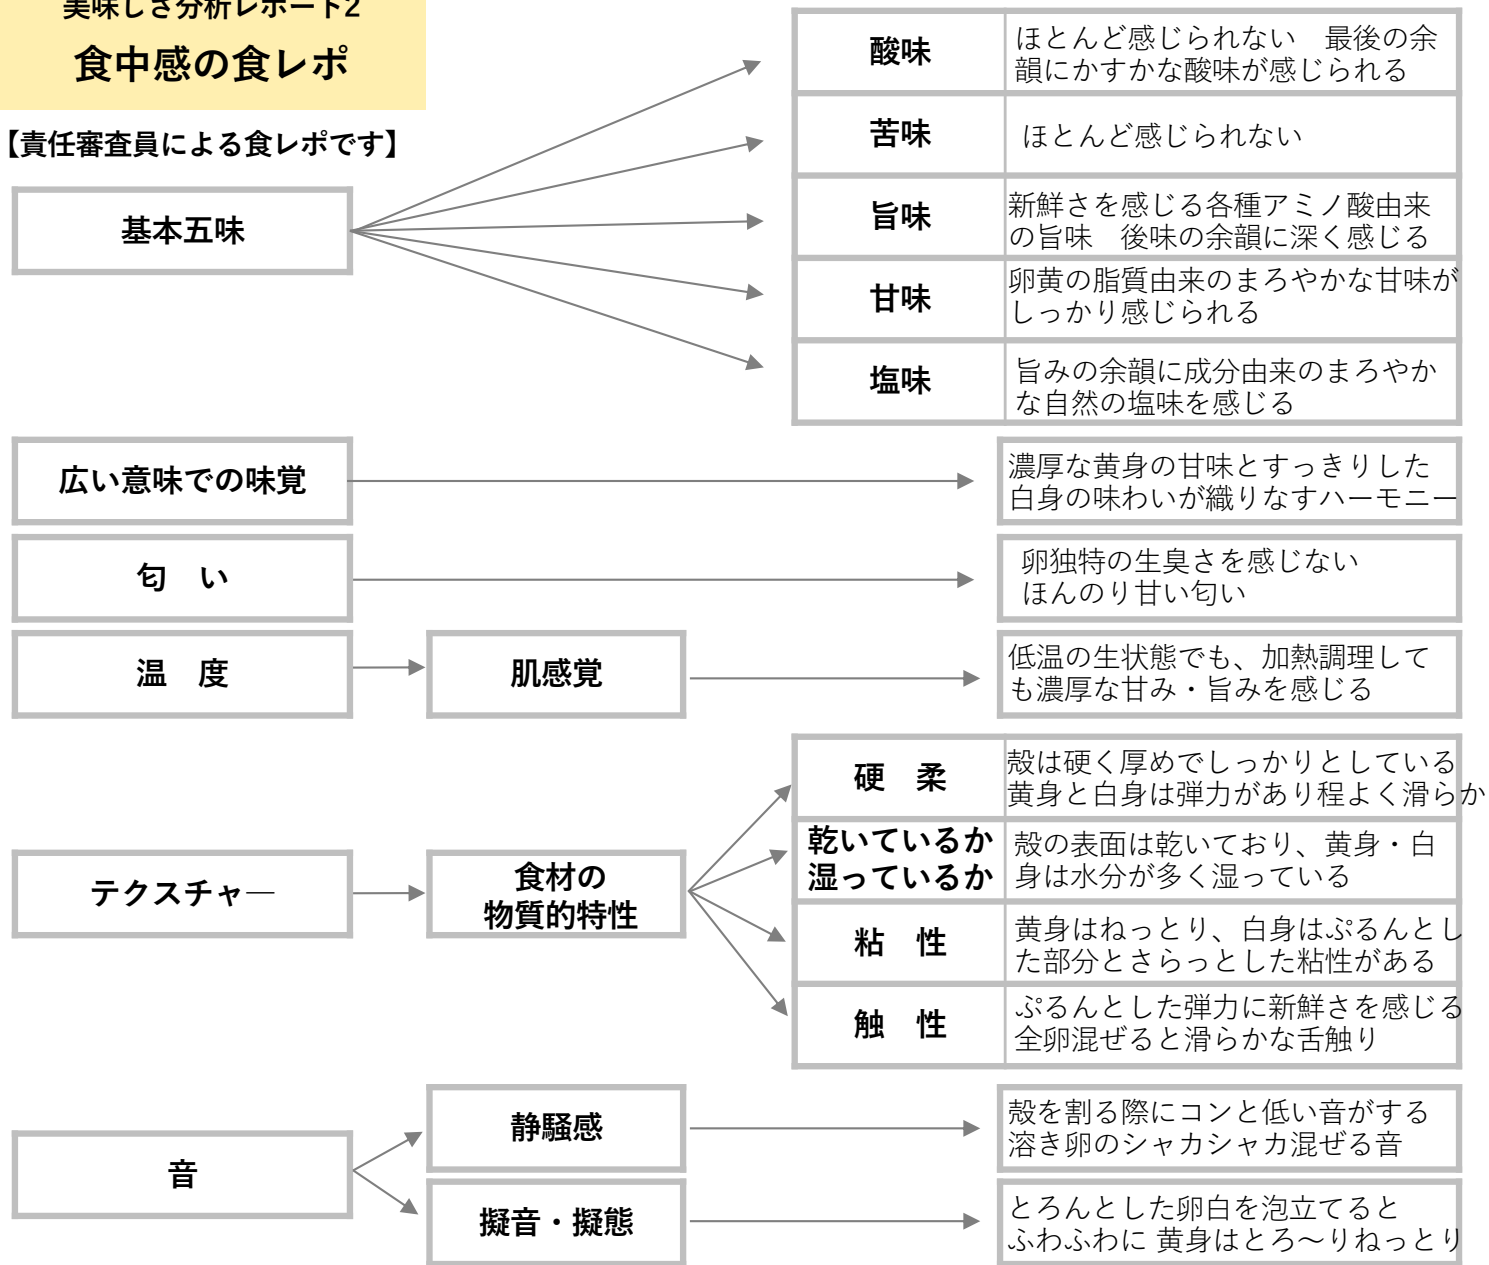 美味しさ分析レポート2
食中感の食レポ
【責任審査員による食レポです】
基本五味
酸味
ほとんど感じられない　最後の余
韻にかすかな酸味が感じられる
苦味
ほとんど感じられない
旨味
新鮮さを感じる各種アミノ酸由来
の旨味　後味の余韻に深く感じる
甘味
卵黄の脂質由来のまろやかな甘味が
しっかり感じられる
塩味
旨みの余韻に成分由来のまろやか
な自然の塩味を感じる
広い意味での味覚
濃厚な黄身の甘味とすっきりした
白身の味わいが織りなすハーモニー
匂　い
卵独特の生臭さを感じない
ほんのり甘い匂い
温　度
肌感覚
低温の生状態でも、加熱調理して
も濃厚な甘み・旨みを感じる
テクスチャ―
食材の
物質的特性
硬　柔
殻は硬く厚めでしっかりとしている
黄身と白身は弾力があり程よく滑らか
乾いているか
湿っているか
殻の表面は乾いており、黄身・白
身は水分が多く湿っている
粘　性
黄身はねっとり、白身はぷるんとし
た部分とさらっとした粘性がある
触　性
ぷるんとした弾力に新鮮さを感じる
全卵混ぜると滑らかな舌触り
音
静騒感
殻を割る際にコンと低い音がする
溶き卵のシャカシャカ混ぜる音
擬音・擬態
とろんとした卵白を泡立てると
ふわふわに 黄身はとろ～りねっとり